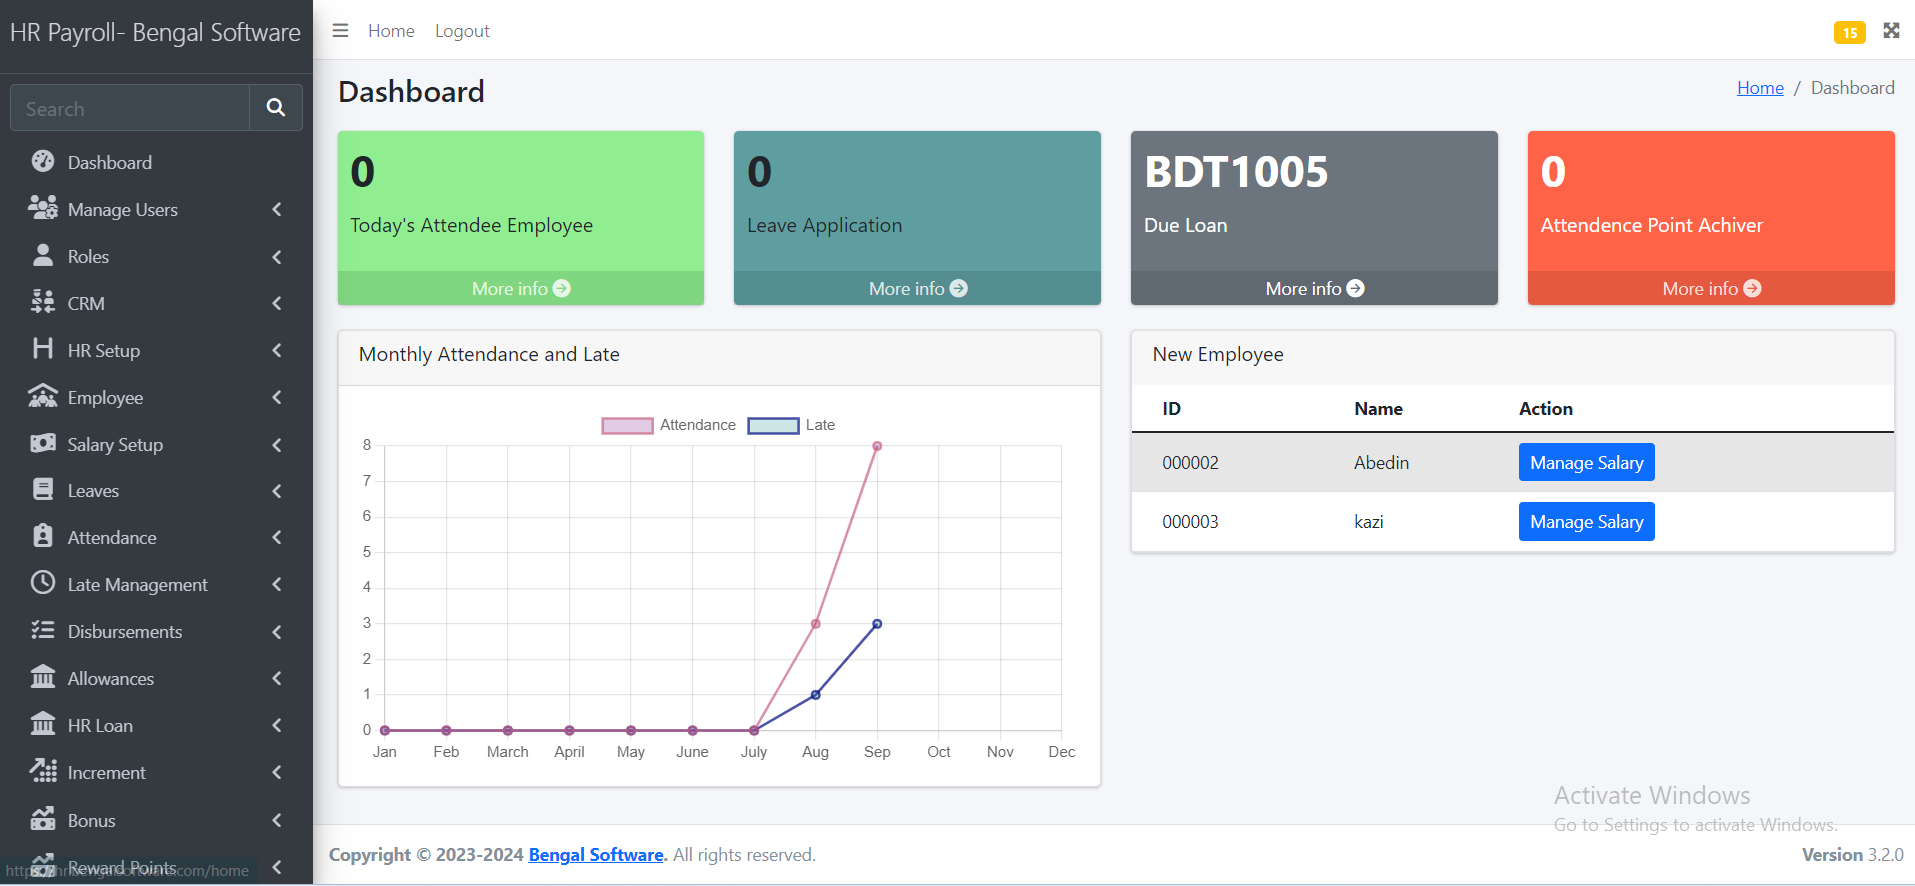 HR Payroll- Bengal Software
Home Logout
15
Search
Dashboard
Manage Users
Roles
CRM
HR Setup
Employee
Salary Setup
Leaves
Attendance
Late Management
Disbursements
Allowances
HR Loan
Increment
Bonus
Reward Points
Dashboard
Home / Dashboard
0
Today's Attendee Employee
More info
0
Leave Application
More info
BDT1005
Due Loan
More info
0
Attendence Point Achiver
More info
Monthly Attendance and Late
Attendance Late
8
7
6
5
4
3
2
1
0
Jan Feb March April May June July Aug Sep Oct Nov Dec
New Employee
ID Name Action
000002 Abedin Manage Salary
000003 kazi Manage Salary
Activate Windows
Go to Settings to activate Windows.
Copyright © 2023-2024 Bengal Software. All rights reserved.
Version 3.2.0